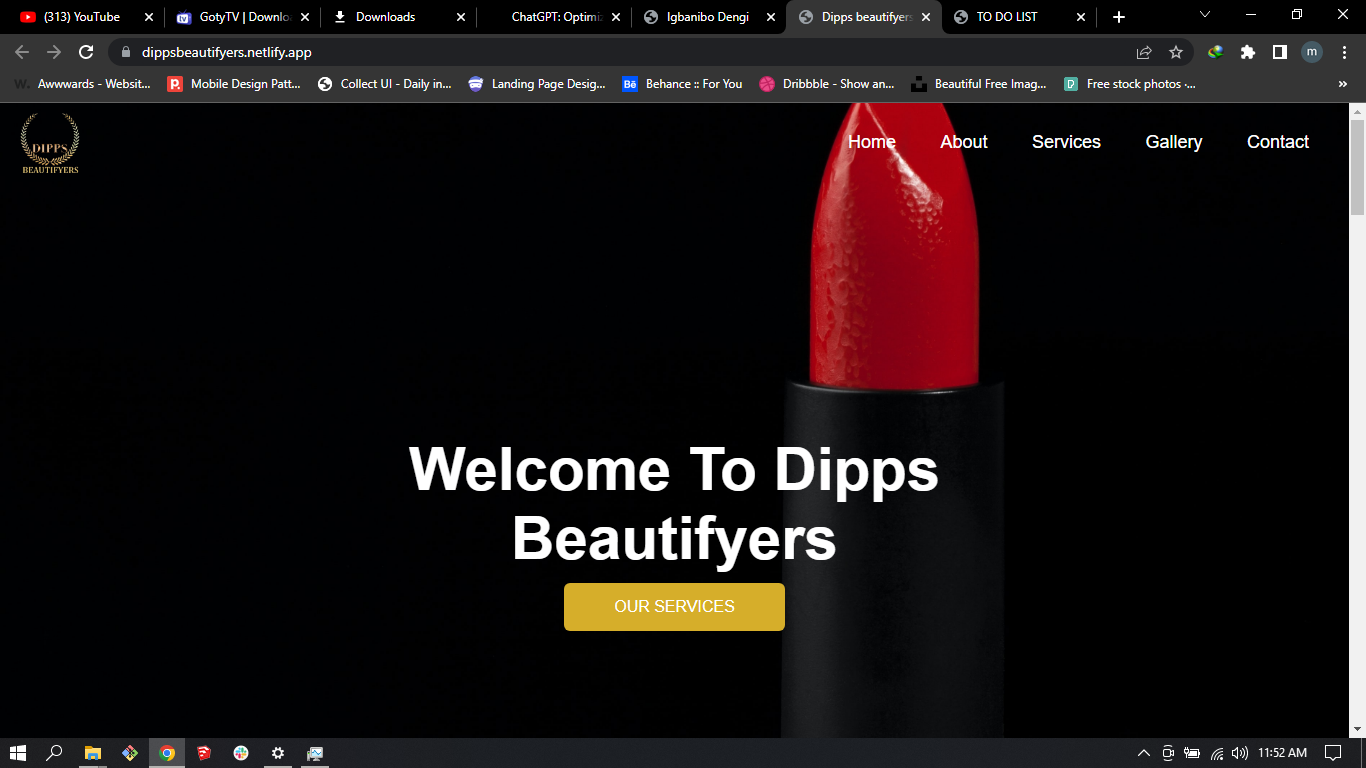 (313) YouTube
GotyTV | Downlo
Downloads
ChatGPT: Optimi
Igbanibo Dengi
Dipps beautifyers
TO DO LIST
dippsbeautifyers.netlify.app
m
W. Awwwards - Websit...
P. Mobile Design Patt...
Collect UI - Daily in...
Landing Page Desig...
Bē Behance :: For You
Dribbble - Show an...
Beautiful Free Imag...
Free stock photos ·...
»
DIPPS
BEAUTIFYERS
Home
About
Services
Gallery
Contact
Welcome To Dipps
Beautifyers
OUR SERVICES
11:52 AM